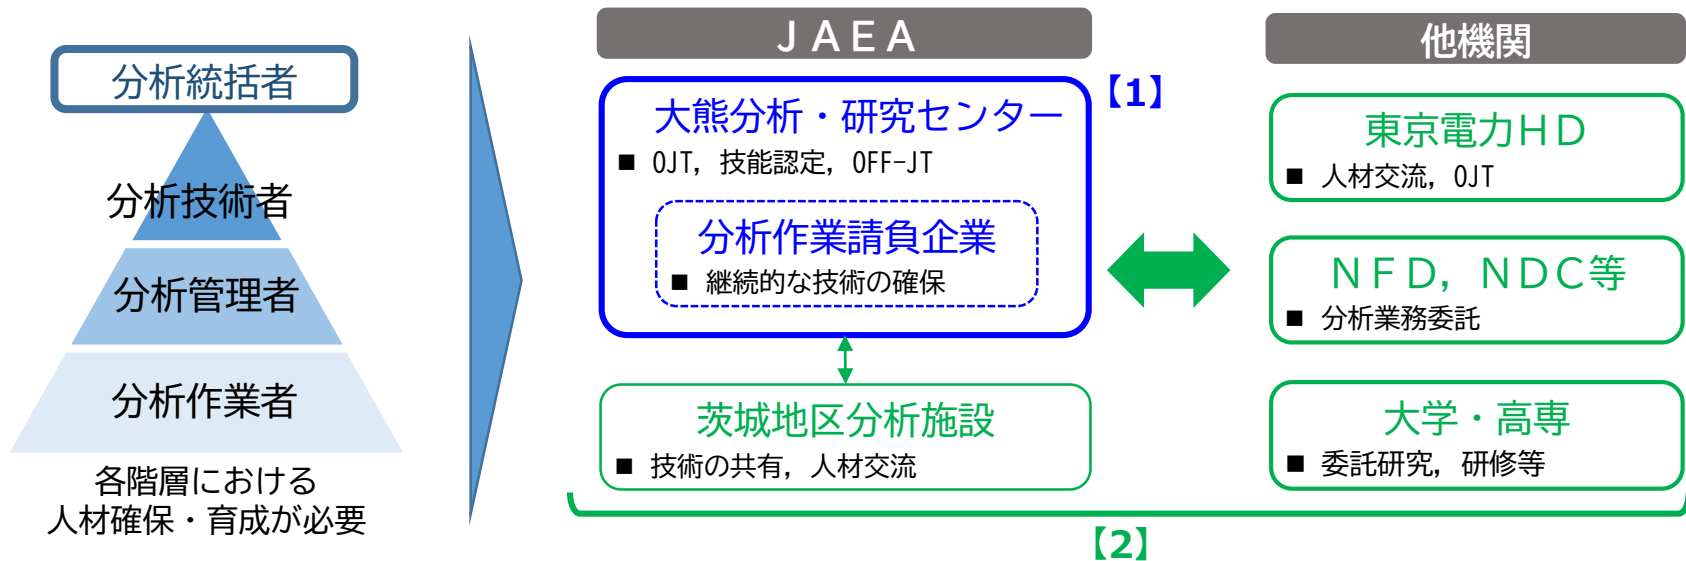 分析統括者
分析技術者
分析管理者
分析作業者
各階層における
人材確保・育成が必要
ＪＡＥＡ
【1】
大熊分析・研究センター
■ OJT，技能認定，OFF-JT
分析作業請負企業
■ 継続的な技術の確保
茨城地区分析施設
■ 技術の共有，人材交流
他機関
東京電力ＨＤ
■ 人材交流，OJT
ＮＦＤ，ＮＤＣ等
■ 分析業務委託
大学・高専
■ 委託研究，研修等
【2】